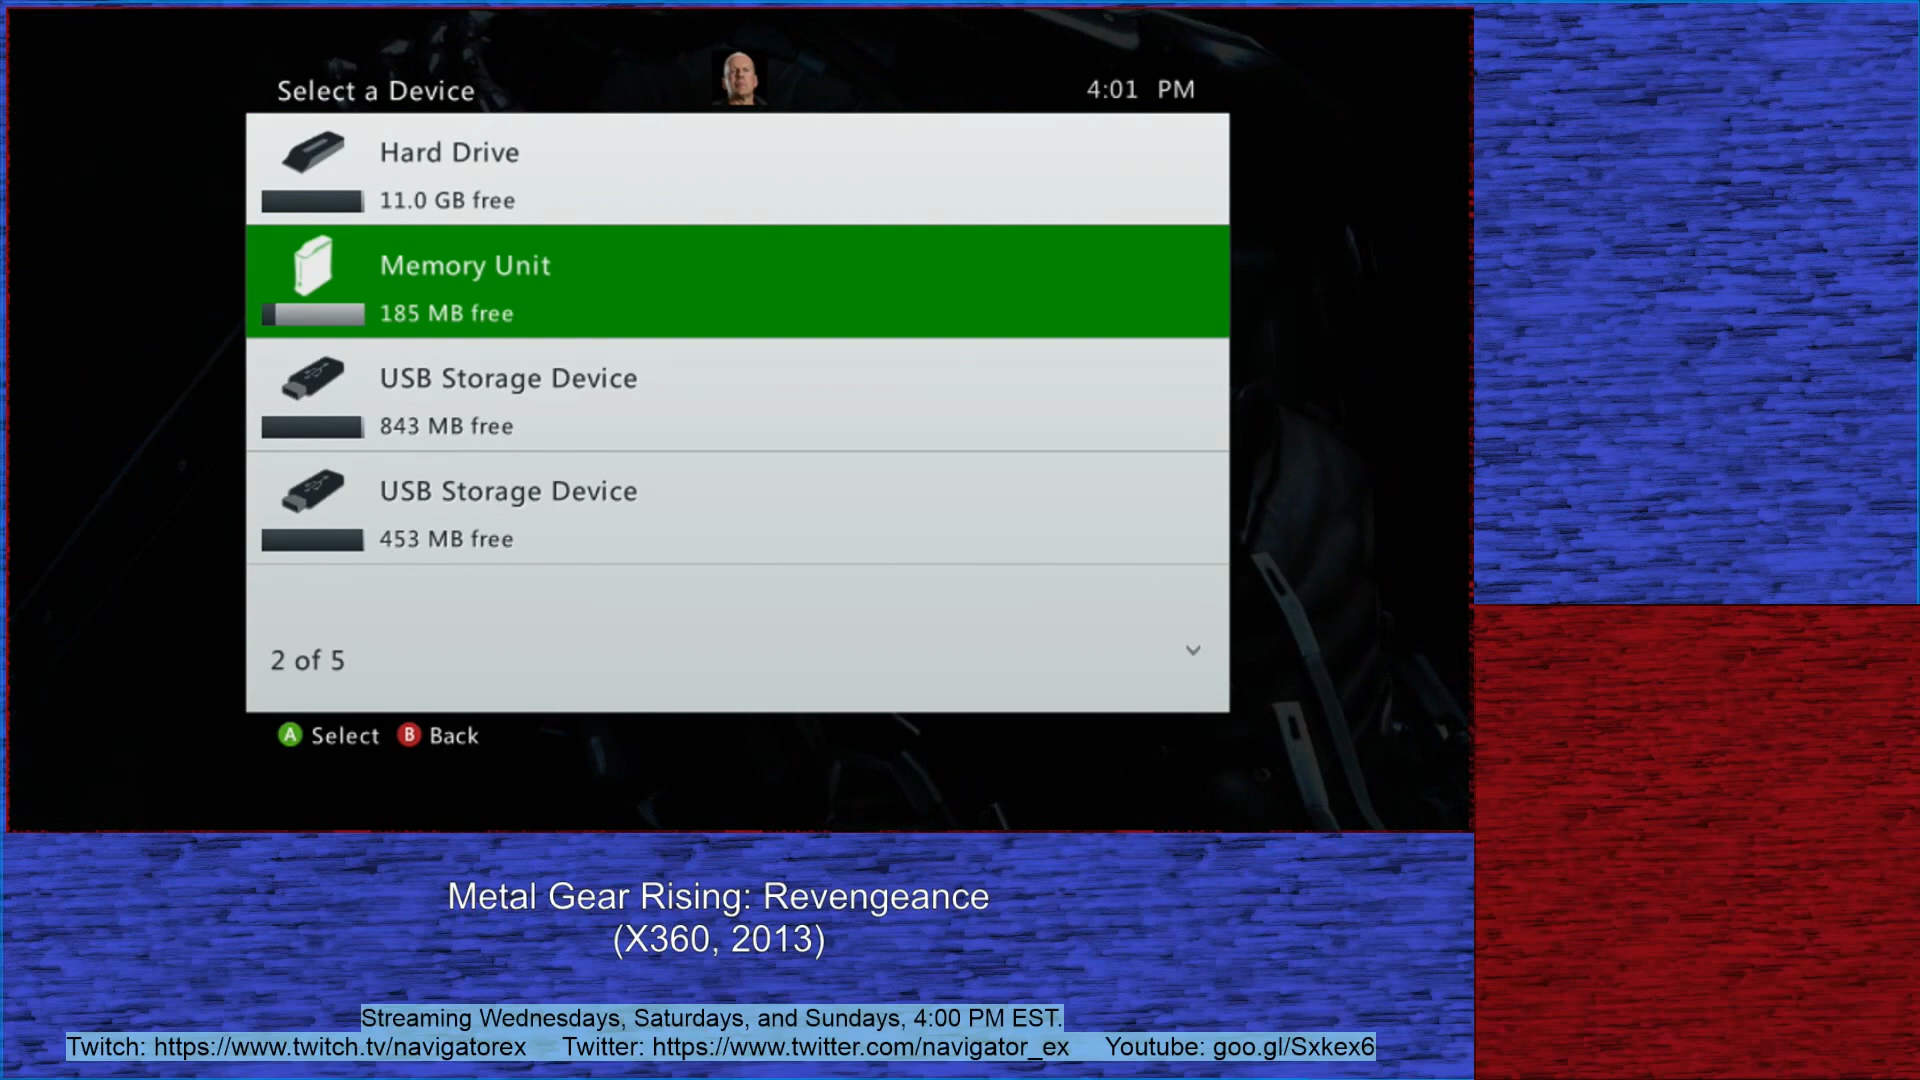 Select a Device
4:01 PM
Hard Drive
11.0 GB free
Memory Unit
185 MB free
USB Storage Device
843 MB free
USB Storage Device
453 MB free
2 of 5
A Select B Back
Metal Gear Rising: Revengeance
(X360, 2013)
Streaming Wednesdays, Saturdays, and Sundays, 4:00 PM EST.
Twitch: https://www.twitch.tv/navigatorex Twitter: https://www.twitter.com/navigator_ex Youtube: goo.gl/Sxkex6